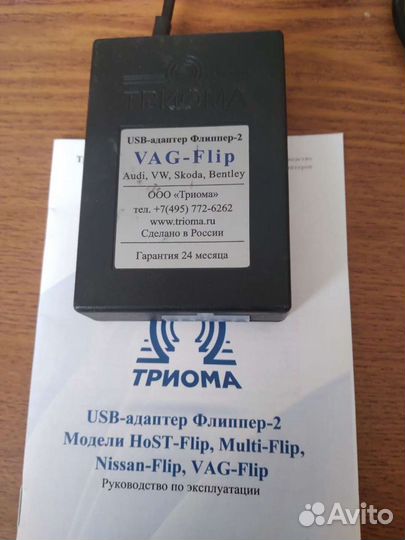 ТРИОМА
USB-адаптер Флиппер-2
VAG-Flip
Audi, VW, Skoda, Bentley
ООО «Триома»
тел. +7(495) 772-6262
www.trioma.ru
Сделано в России
Гарантия 24 месяца
ТРИОМА
USB-адаптер Флиппер-2
Модели HoST-Flip, Multi-Flip,
Nissan-Flip, VAG-Flip
Руководство по эксплуатации
Avito